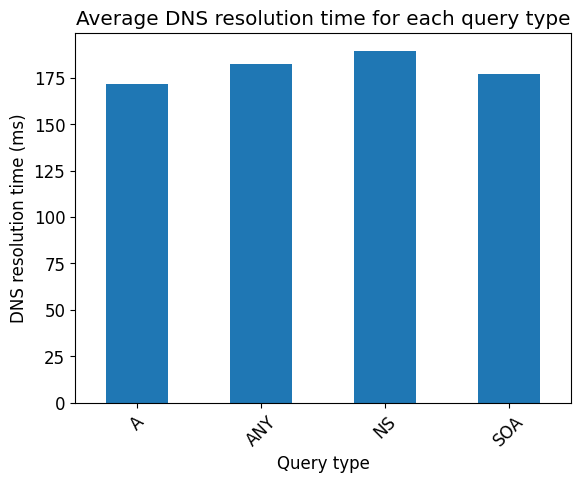 Average DNS resolution time for each query type
DNS resolution time (ms)
175
150
125
100
75
50
25
0
A
ANY
NS
SOA
Query type